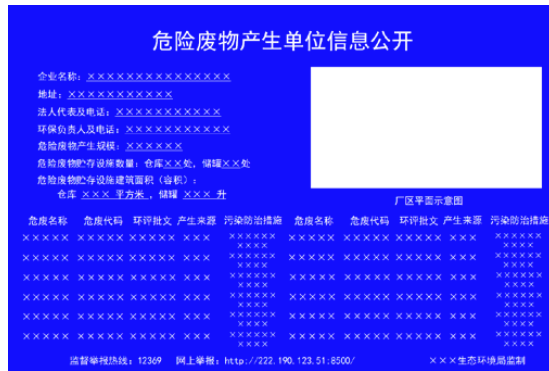 危险废物产生单位信息公开
企业名称：×××××××××××××××
地址：×××××××××××
法人代表及电话：×××××××××××
环保负责人及电话：×××××××××××
危险废物产生规模：××××××
危险废物贮存设施数量：仓库××处，储罐××处
危险废物贮存设施建筑面积（容积）：
仓库 ××× 平方米，储罐 ××× 升
厂区平面示意图
危废名称 危废代码 环评批文 产生来源 污染防治措施 危废名称 危废代码 环评批文 产生来源 污染防治措施
××××× ××××× ××××× ××× ×××××× ××××× ××××× ××××× ××× ××××××
×××× ××××
××××× ××××× ××××× ××× ×××××× ××××× ××××× ××××× ××× ××××××
×××× ××××
××××× ××××× ××××× ××× ×××××× ××××× ××××× ××××× ××× ××××××
×××× ××××
××××× ××××× ××××× ××× ×××××× ××××× ××××× ××××× ××× ××××××
×××× ××××
××××× ××××× ××××× ××× ×××××× ××××× ××××× ××××× ××× ××××××
×××× ××××
××××× ××××× ××××× ××× ×××××× ××××× ××××× ××××× ××× ××××××
×××× ××××
监督举报热线：12369 网上举报：http://222.190.123.51:8500/ ×××生态环境局监制